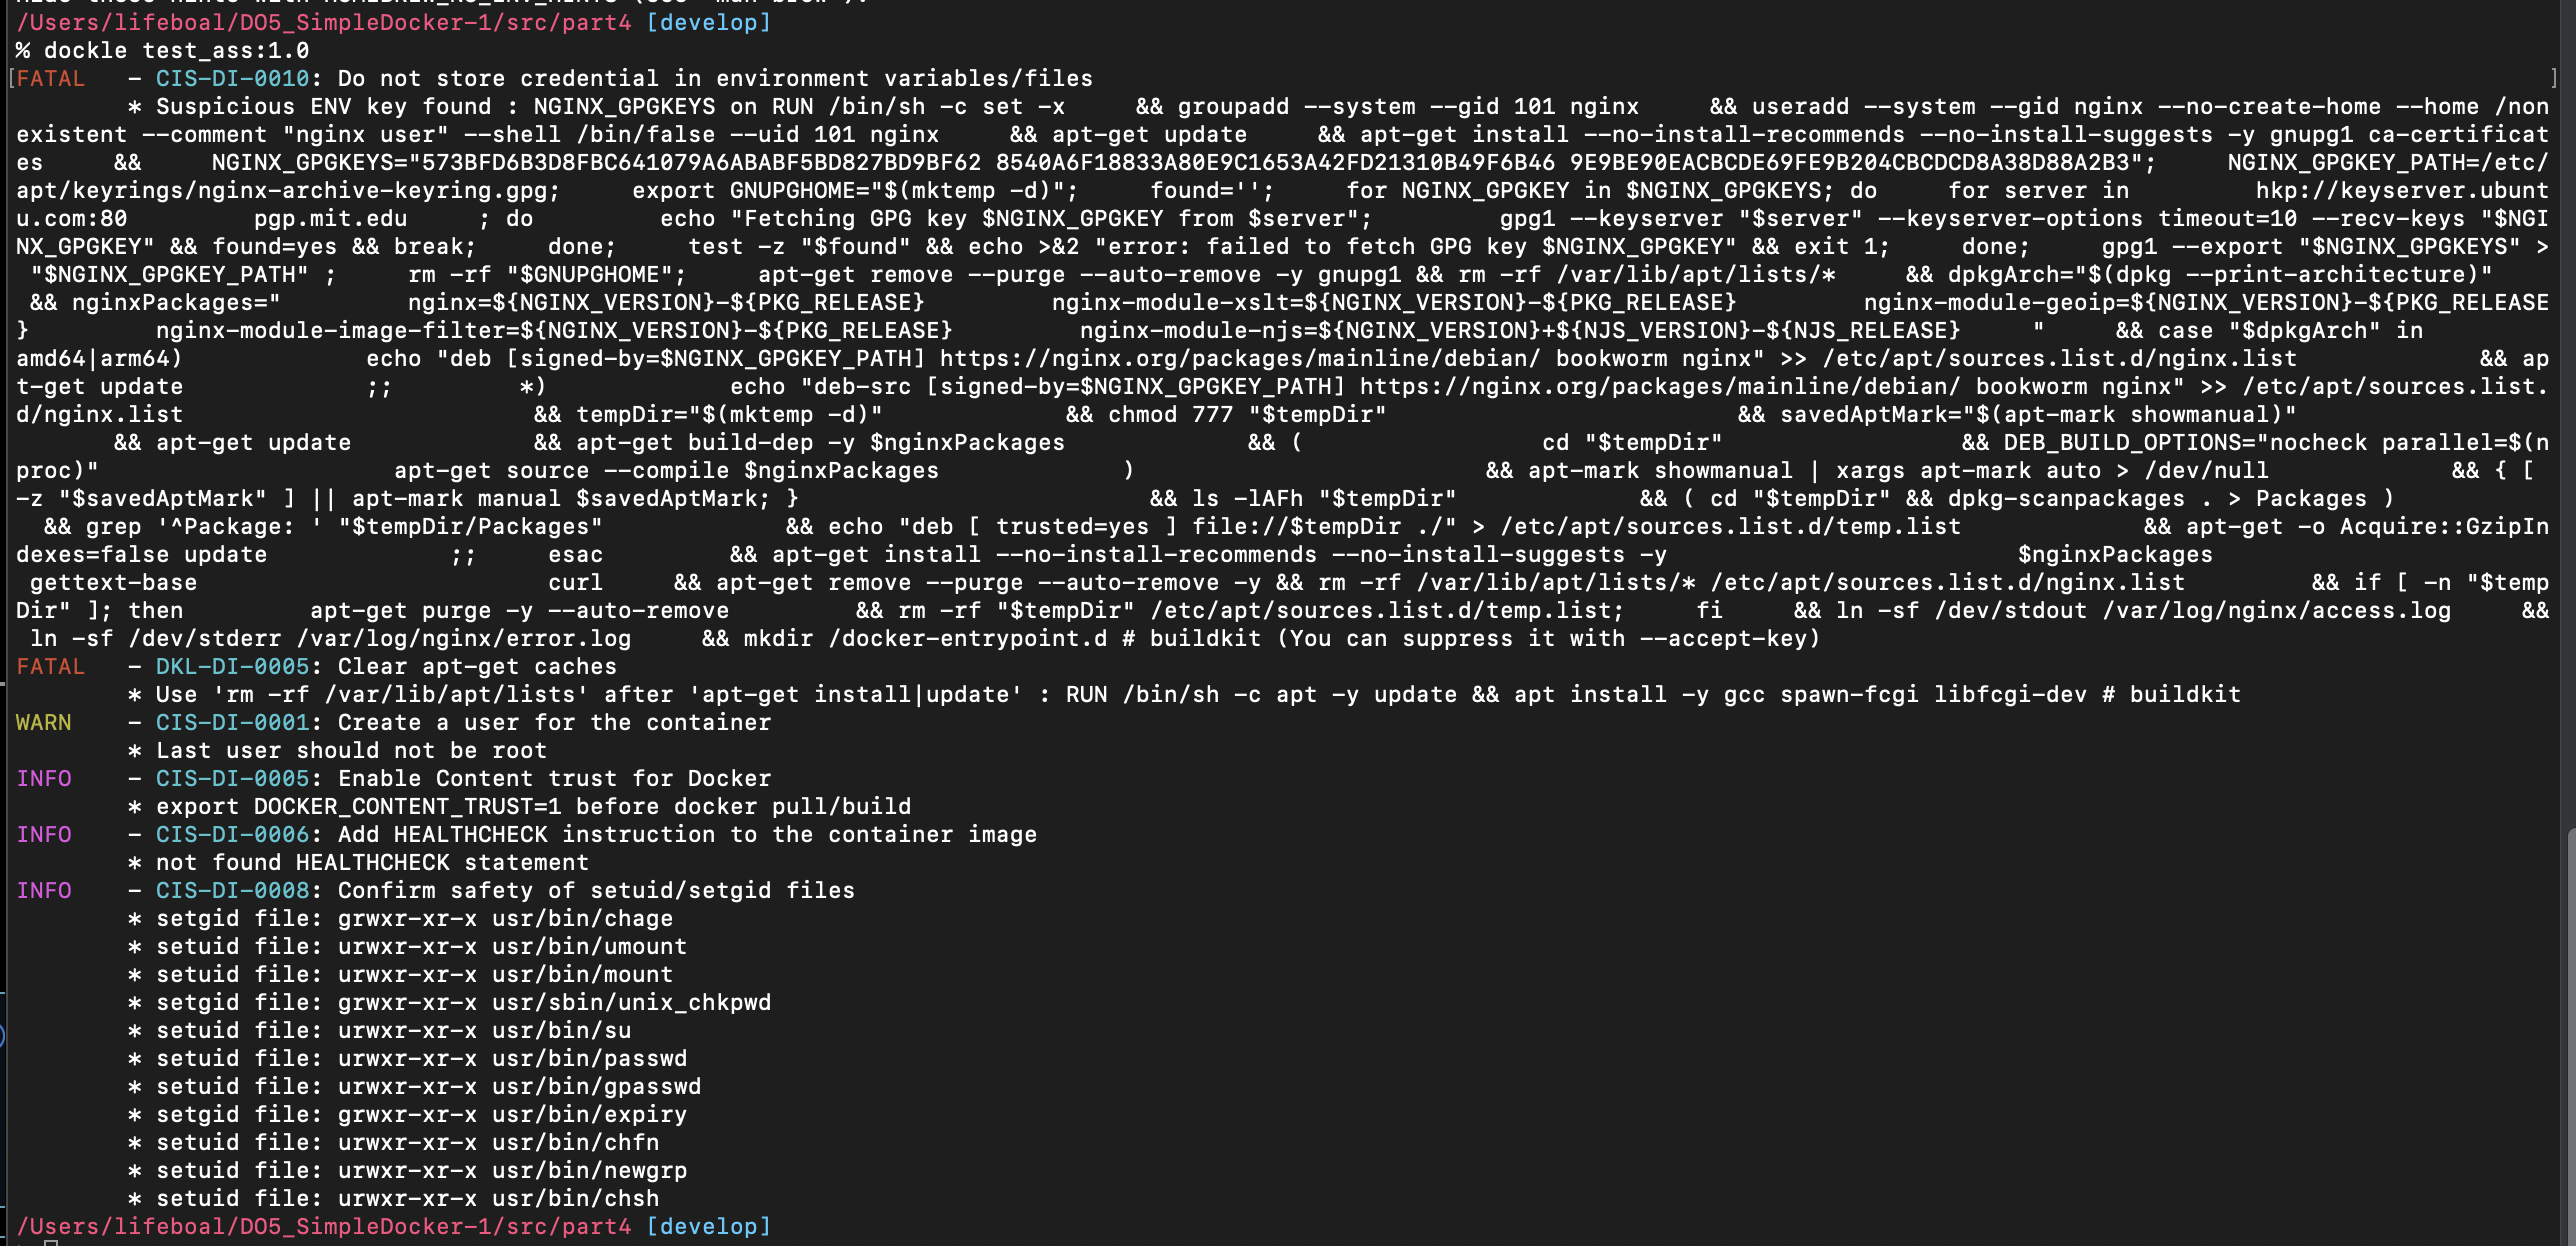 /Users/lifeboal/DO5_SimpleDocker-1/src/part4 [develop]
% dockle test_ass:1.0
[FATAL   - CIS-DI-0010: Do not store credential in environment variables/files ]
        * Suspicious ENV key found : NGINX_GPGKEYS on RUN /bin/sh -c set -x     && groupadd --system --gid 101 nginx     && useradd --system --gid nginx --no-create-home --home /non
existent --comment "nginx user" --shell /bin/false --uid 101 nginx     && apt-get update     && apt-get install --no-install-recommends --no-install-suggests -y gnupg1 ca-certificat
es     &&     NGINX_GPGKEYS="573BFD6B3D8FBC641079A6ABABF5BD827BD9BF62 8540A6F18833A80E9C1653A42FD21310B49F6B46 9E9BE90EACBCDE69FE9B204CBCDCD8A38D88A2B3";     NGINX_GPGKEY_PATH=/etc/
apt/keyrings/nginx-archive-keyring.gpg;     export GNUPGHOME="$(mktemp -d)";     found='';     for NGINX_GPGKEY in $NGINX_GPGKEYS; do     for server in         hkp://keyserver.ubunt
u.com:80         pgp.mit.edu     ; do         echo "Fetching GPG key $NGINX_GPGKEY from $server";         gpg1 --keyserver "$server" --keyserver-options timeout=10 --recv-keys "$NGI
NX_GPGKEY" && found=yes && break;     done;     test -z "$found" && echo >&2 "error: failed to fetch GPG key $NGINX_GPGKEY" && exit 1;     done;     gpg1 --export "$NGINX_GPGKEYS" >
 "$NGINX_GPGKEY_PATH" ;     rm -rf "$GNUPGHOME";     apt-get remove --purge --auto-remove -y gnupg1 && rm -rf /var/lib/apt/lists/*     && dpkgArch="$(dpkg --print-architecture)"
 && nginxPackages="         nginx=${NGINX_VERSION}-${PKG_RELEASE}         nginx-module-xslt=${NGINX_VERSION}-${PKG_RELEASE}         nginx-module-geoip=${NGINX_VERSION}-${PKG_RELEASE
}         nginx-module-image-filter=${NGINX_VERSION}-${PKG_RELEASE}         nginx-module-njs=${NGINX_VERSION}+${NJS_VERSION}-${NJS_RELEASE}     "     && case "$dpkgArch" in
amd64|arm64)             echo "deb [signed-by=$NGINX_GPGKEY_PATH] https://nginx.org/packages/mainline/debian/ bookworm nginx" >> /etc/apt/sources.list.d/nginx.list             && ap
t-get update             ;;         *)             echo "deb-src [signed-by=$NGINX_GPGKEY_PATH] https://nginx.org/packages/mainline/debian/ bookworm nginx" >> /etc/apt/sources.list.
d/nginx.list                         && tempDir="$(mktemp -d)"             && chmod 777 "$tempDir"                         && savedAptMark="$(apt-mark showmanual)"
       && apt-get update             && apt-get build-dep -y $nginxPackages             && (                 cd "$tempDir"                 && DEB_BUILD_OPTIONS="nocheck parallel=$(n
proc)"                     apt-get source --compile $nginxPackages             )                         && apt-mark showmanual | xargs apt-mark auto > /dev/null             && { [
-z "$savedAptMark" ] || apt-mark manual $savedAptMark; }                         && ls -lAFh "$tempDir"             && ( cd "$tempDir" && dpkg-scanpackages . > Packages )
  && grep '^Package: ' "$tempDir/Packages"             && echo "deb [ trusted=yes ] file://$tempDir ./" > /etc/apt/sources.list.d/temp.list             && apt-get -o Acquire::GzipIn
dexes=false update             ;;     esac         && apt-get install --no-install-recommends --no-install-suggests -y                         $nginxPackages
 gettext-base                         curl     && apt-get remove --purge --auto-remove -y && rm -rf /var/lib/apt/lists/* /etc/apt/sources.list.d/nginx.list         && if [ -n "$temp
Dir" ]; then         apt-get purge -y --auto-remove         && rm -rf "$tempDir" /etc/apt/sources.list.d/temp.list;     fi     && ln -sf /dev/stdout /var/log/nginx/access.log     &&
 ln -sf /dev/stderr /var/log/nginx/error.log     && mkdir /docker-entrypoint.d # buildkit (You can suppress it with --accept-key)
FATAL   - DKL-DI-0005: Clear apt-get caches
        * Use 'rm -rf /var/lib/apt/lists' after 'apt-get install|update' : RUN /bin/sh -c apt -y update && apt install -y gcc spawn-fcgi libfcgi-dev # buildkit
WARN    - CIS-DI-0001: Create a user for the container
        * Last user should not be root
INFO    - CIS-DI-0005: Enable Content trust for Docker
        * export DOCKER_CONTENT_TRUST=1 before docker pull/build
INFO    - CIS-DI-0006: Add HEALTHCHECK instruction to the container image
        * not found HEALTHCHECK statement
INFO    - CIS-DI-0008: Confirm safety of setuid/setgid files
        * setgid file: grwxr-xr-x usr/bin/chage
        * setuid file: urwxr-xr-x usr/bin/umount
        * setuid file: urwxr-xr-x usr/bin/mount
        * setgid file: grwxr-xr-x usr/sbin/unix_chkpwd
        * setuid file: urwxr-xr-x usr/bin/su
        * setuid file: urwxr-xr-x usr/bin/passwd
        * setuid file: urwxr-xr-x usr/bin/gpasswd
        * setgid file: grwxr-xr-x usr/bin/expiry
        * setuid file: urwxr-xr-x usr/bin/chfn
        * setuid file: urwxr-xr-x usr/bin/newgrp
        * setuid file: urwxr-xr-x usr/bin/chsh
/Users/lifeboal/DO5_SimpleDocker-1/src/part4 [develop]